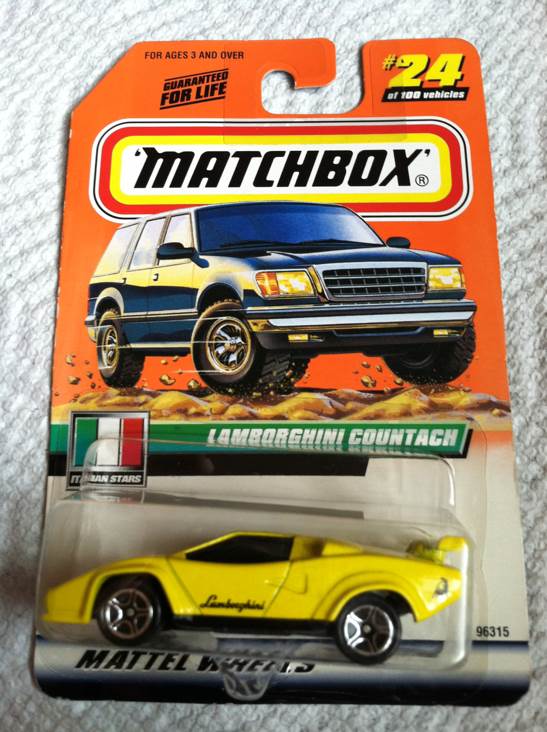 FOR AGES 3 AND OVER
GUARANTEED
FOR LIFE
#24
of 100 vehicles
'MATCHBOX'®
LAMBORGHINI COUNTACH
ITALIAN STARS
Lamborghini
96315
MATTEL WHEELS